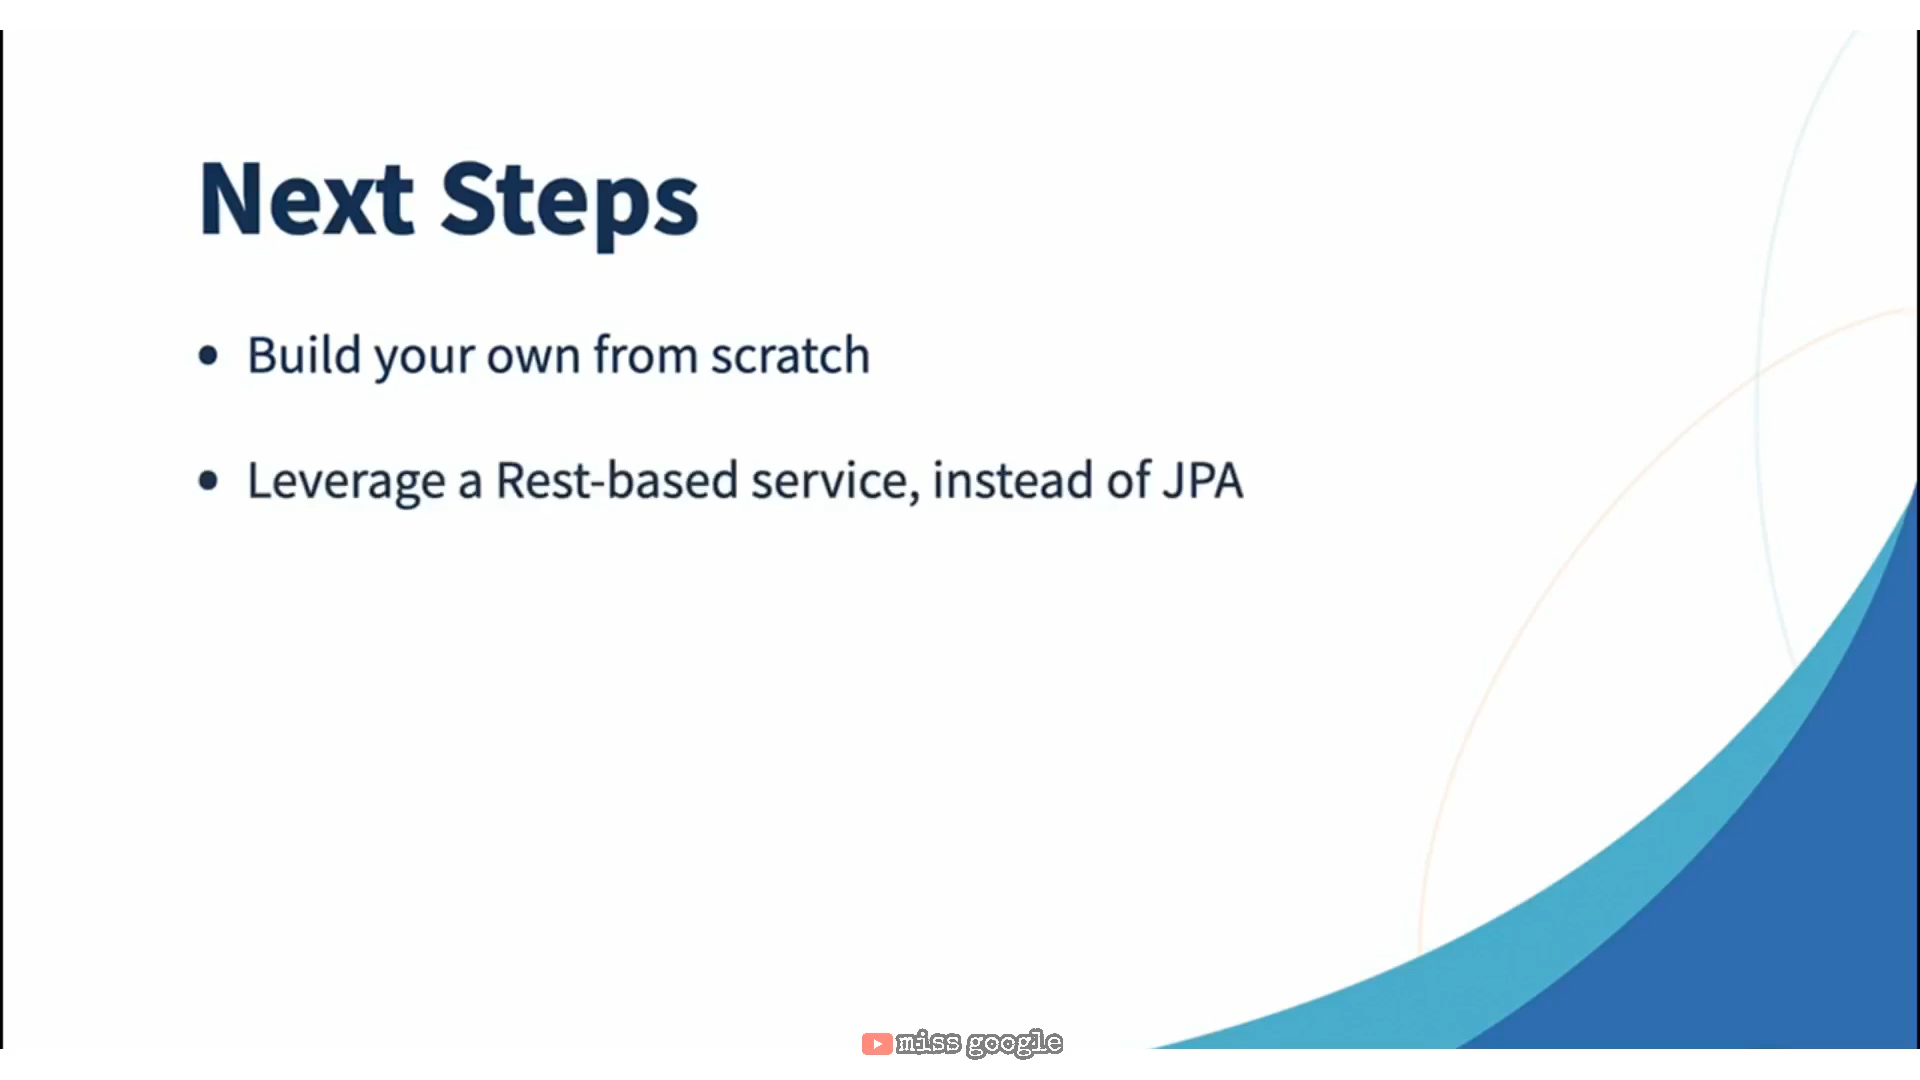 Next Steps
• Build your own from scratch
• Leverage a Rest-based service, instead of JPA
miss google